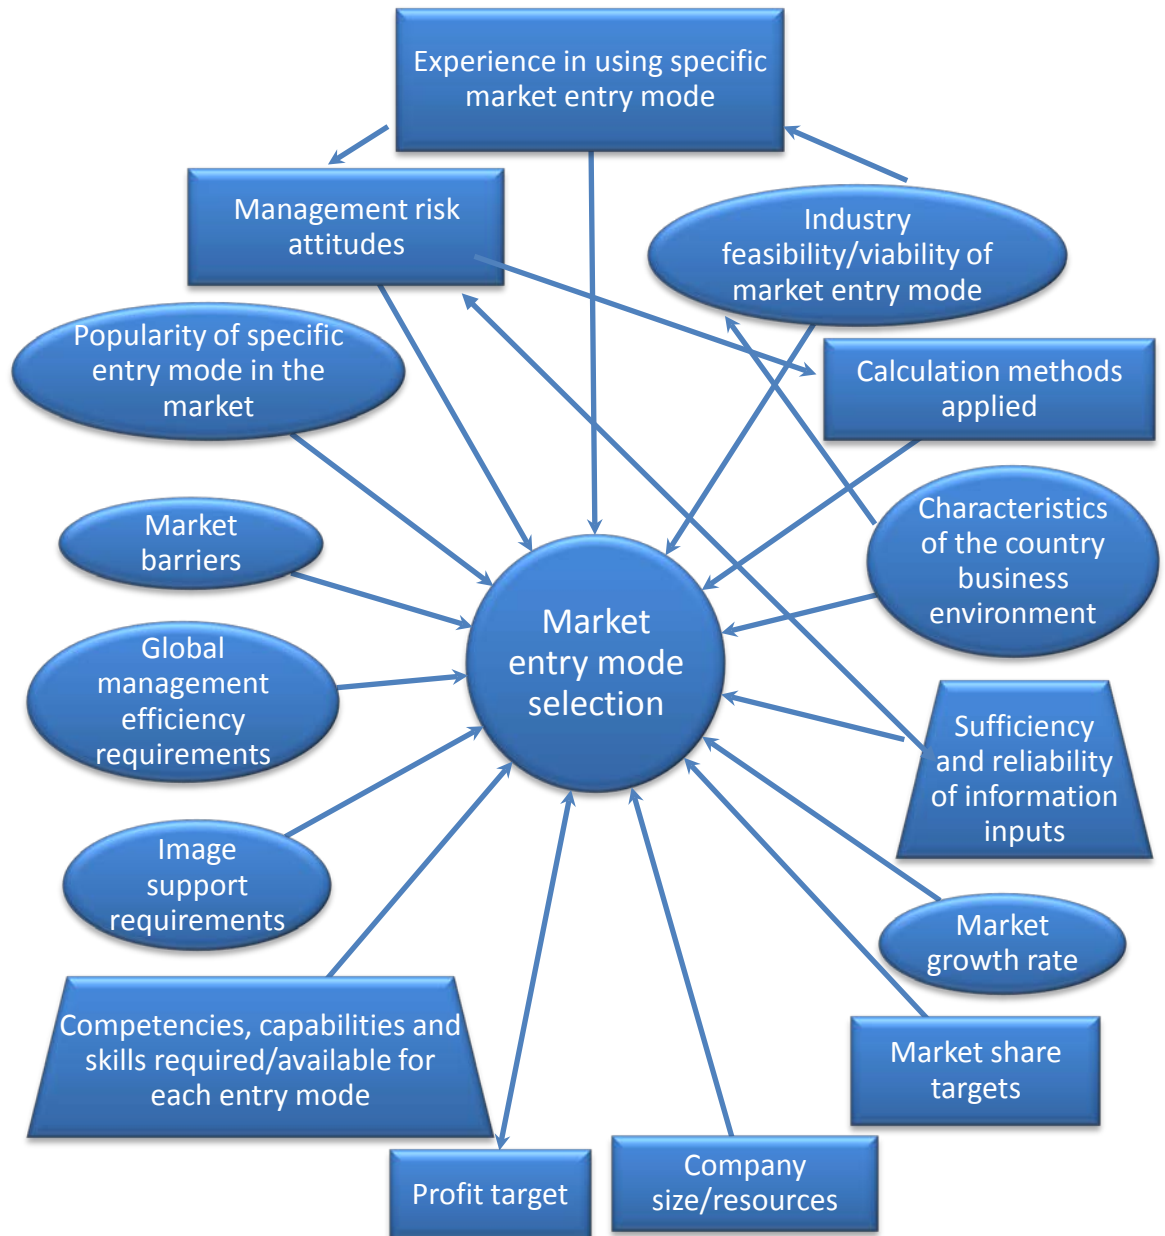 Experience in using specific
market entry mode
Management risk
attitudes
Industry
feasibility/viability of
market entry mode
Popularity of specific
entry mode in the
market
Calculation methods
applied
Market
barriers
Characteristics
of the country
business
environment
Global
management
efficiency
requirements
Market
entry mode
selection
Sufficiency
and reliability
of information
inputs
Image
support
requirements
Market
growth rate
Competencies, capabilities and
skills required/available for
each entry mode
Market share
targets
Profit target
Company
size/resources